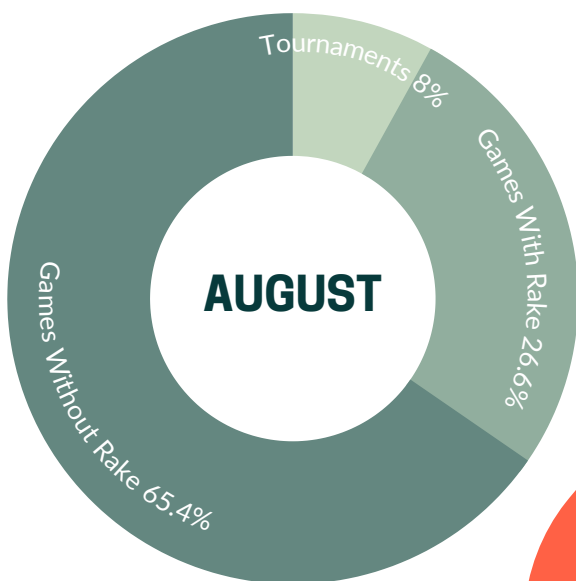 Tournaments 8%
Games With Rake 26.6%
AUGUST
Games Without Rake 65.4%